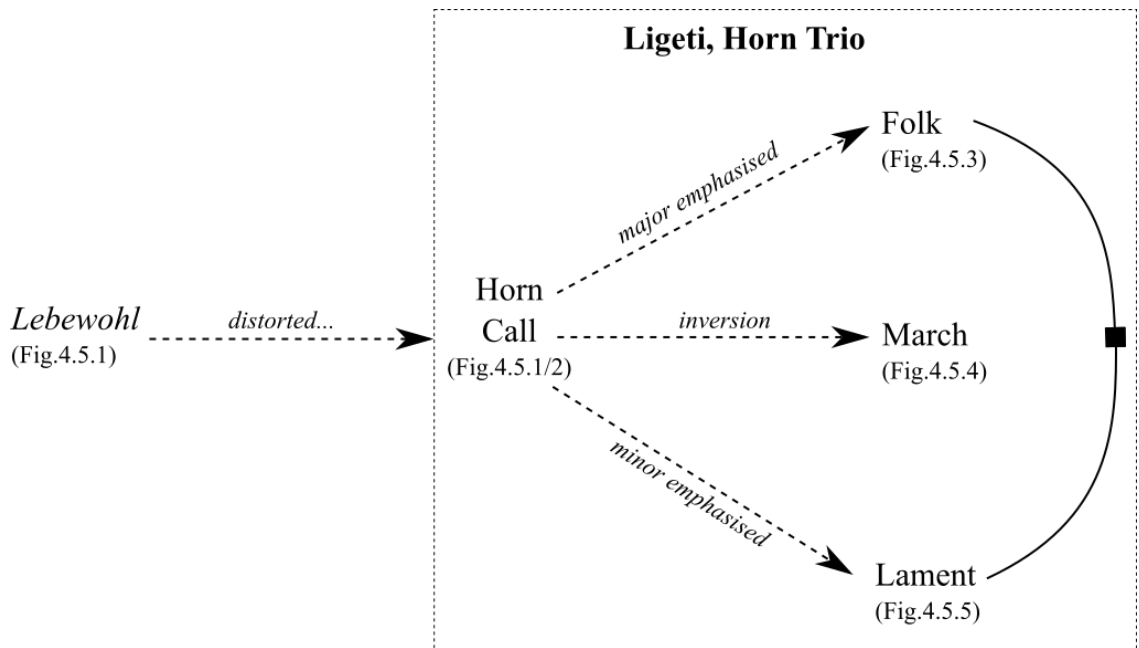 Ligeti, Horn Trio
Folk
(Fig.4.5.3)
major emphasised
Horn
Call
(Fig.4.5.1/2)
Lebewohl
(Fig.4.5.1)
distorted...
inversion
March
(Fig.4.5.4)
minor emphasised
Lament
(Fig.4.5.5)